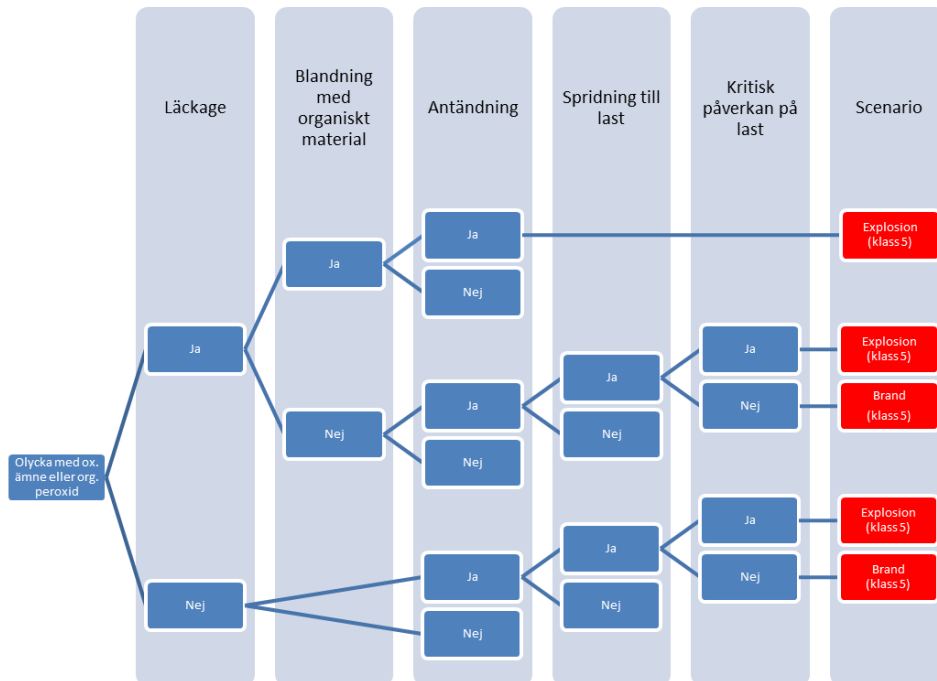 Läckage
Blandning
med
organiskt
material
Antändning
Spridning till
last
Kritisk
påverkan på
last
Scenario
Ja
Explosion
(klass 5)
Ja
Nej
Ja
Ja
Explosion
(klass 5)
Ja
Ja
Nej
Brand
(klass 5)
Nej
Nej
Nej
Olycka med ox.
ämne eller org.
peroxid
Ja
Explosion
(klass 5)
Ja
Ja
Nej
Brand
(klass 5)
Nej
Nej
Nej